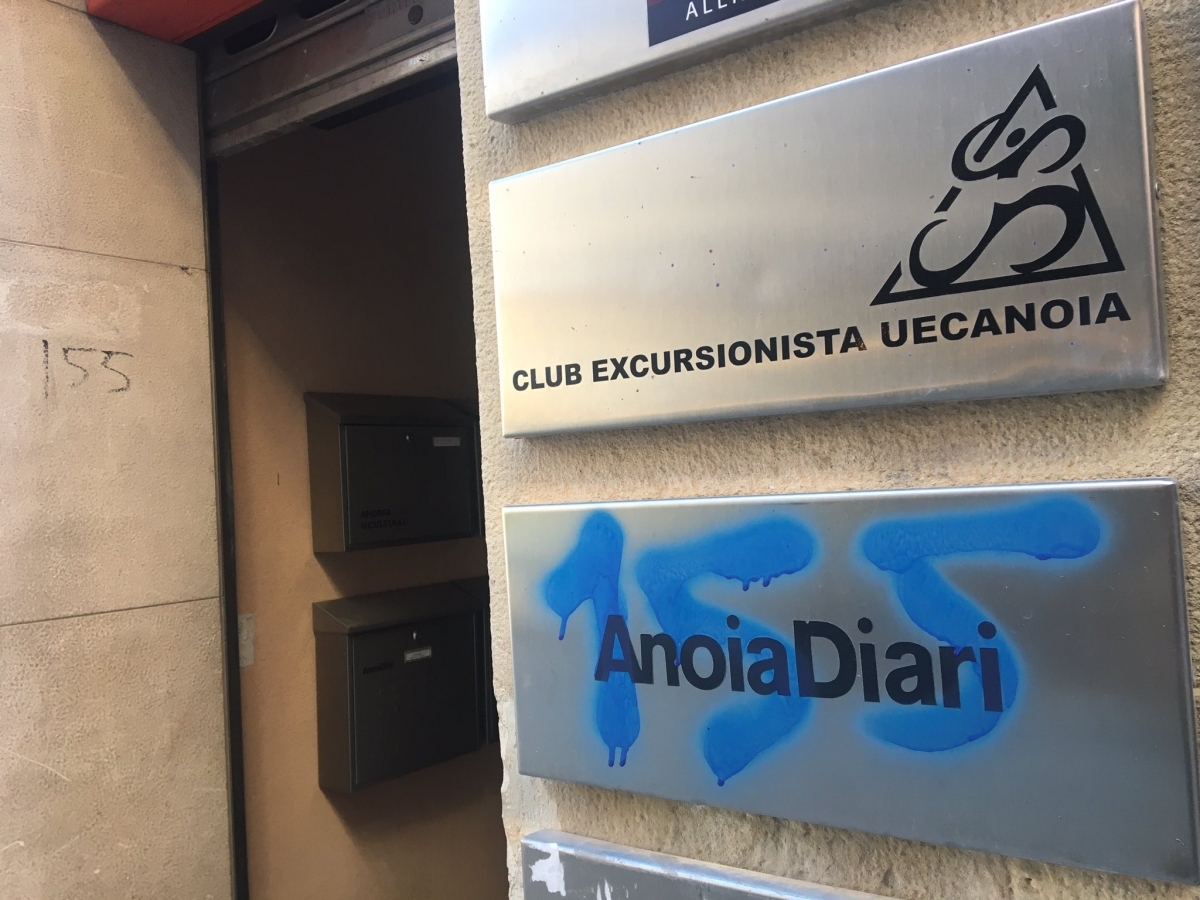 CLUB EXCURSIONISTA UECANOIA
155
155
AnoiaDiari